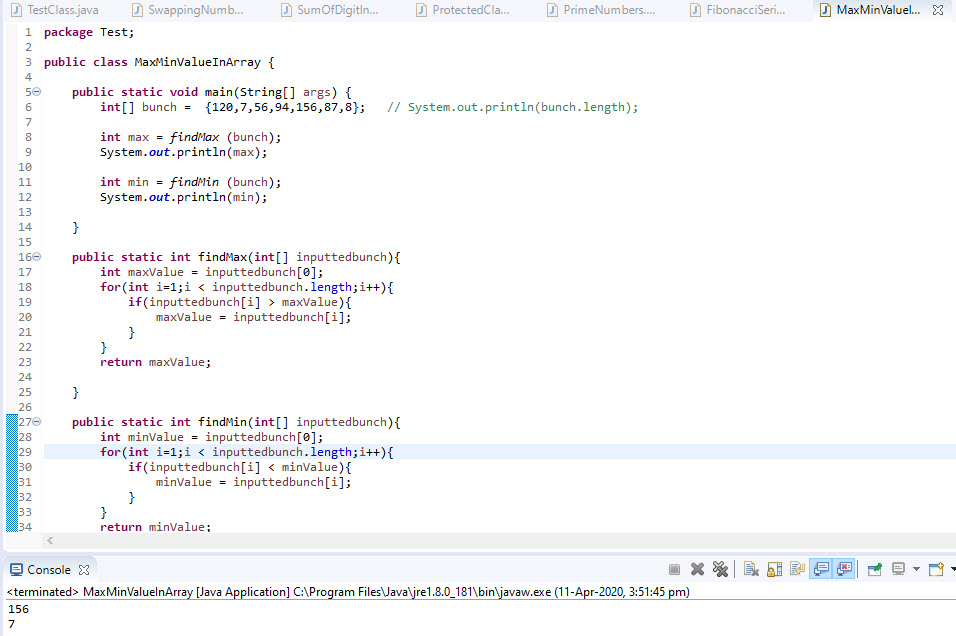 TestClass.java SwappingNumb... SumOfDigitIn... ProtectedCla... PrimeNumbers.... FibonacciSeri... MaxMinValueI...
1 package Test;
2
3 public class MaxMinValueInArray {
4
5 public static void main(String[] args) {
6 int[] bunch = {120,7,56,94,156,87,8}; // System.out.println(bunch.length);
7
8 int max = findMax (bunch);
9 System.out.println(max);
10
11 int min = findMin (bunch);
12 System.out.println(min);
13
14 }
15
16 public static int findMax(int[] inputtedbunch){
17 int maxValue = inputtedbunch[0];
18 for(int i=1;i < inputtedbunch.length;i++){
19 if(inputtedbunch[i] > maxValue){
20 maxValue = inputtedbunch[i];
21 }
22 }
23 return maxValue;
24
25 }
26
27 public static int findMin(int[] inputtedbunch){
28 int minValue = inputtedbunch[0];
29 for(int i=1;i < inputtedbunch.length;i++){
30 if(inputtedbunch[i] < minValue){
31 minValue = inputtedbunch[i];
32 }
33 }
34 return minValue;
Console
<terminated> MaxMinValueInArray [Java Application] C:\Program Files\Java\jre1.8.0_181\bin\javaw.exe (11-Apr-2020, 3:51:45 pm)
156
7